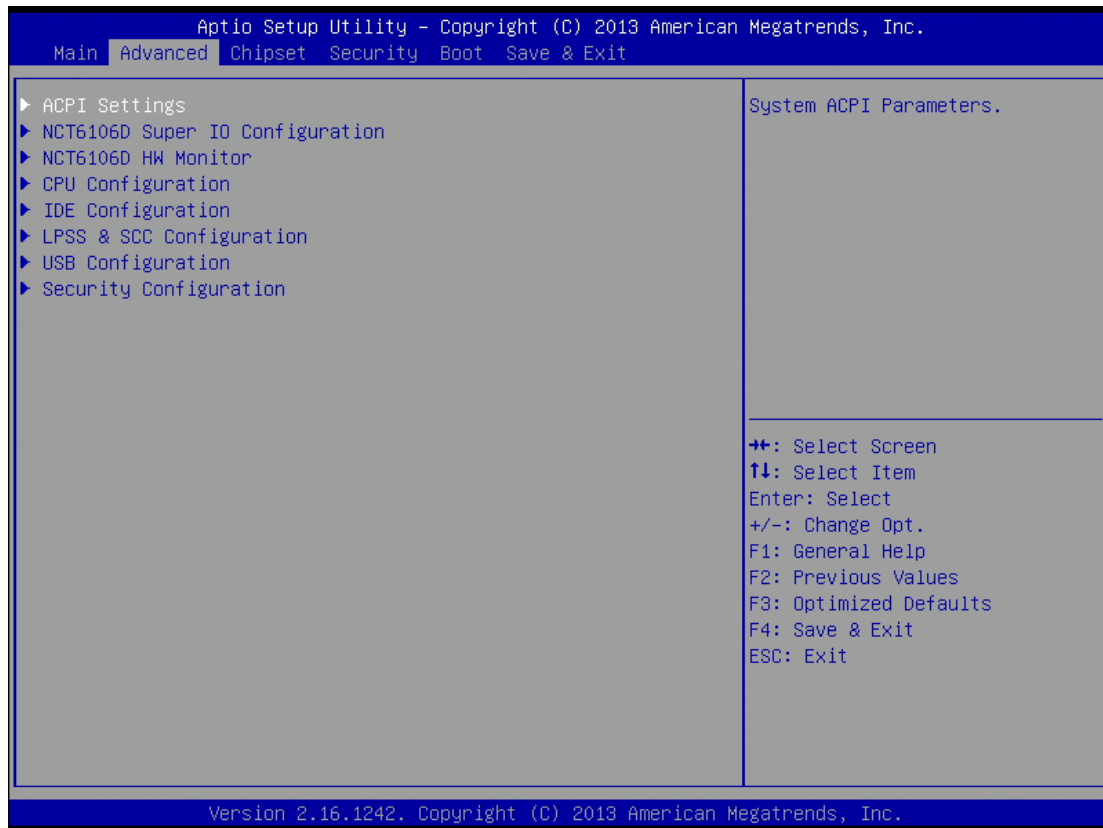 Aptio Setup Utility – Copyright (C) 2013 American Megatrends, Inc.
Main Advanced Chipset Security Boot Save & Exit
▶ ACPI Settings
▶ NCT6106D Super IO Configuration
▶ NCT6106D HW Monitor
▶ CPU Configuration
▶ IDE Configuration
▶ LPSS & SCC Configuration
▶ USB Configuration
▶ Security Configuration
System ACPI Parameters.
→←: Select Screen
↑↓: Select Item
Enter: Select
+/-: Change Opt.
F1: General Help
F2: Previous Values
F3: Optimized Defaults
F4: Save & Exit
ESC: Exit
Version 2.16.1242. Copyright (C) 2013 American Megatrends, Inc.